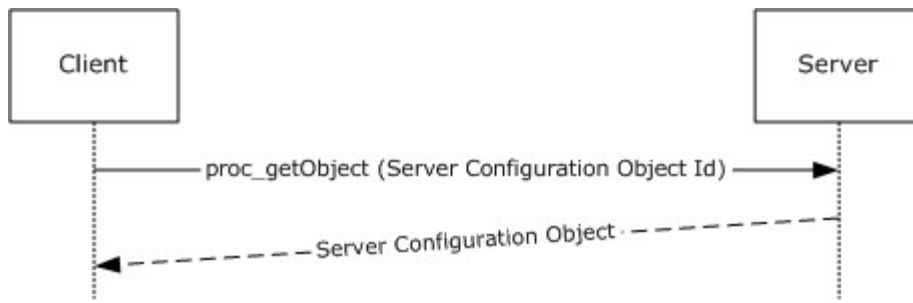 Client
Server
proc_getObject (Server Configuration Object Id)
Server Configuration Object